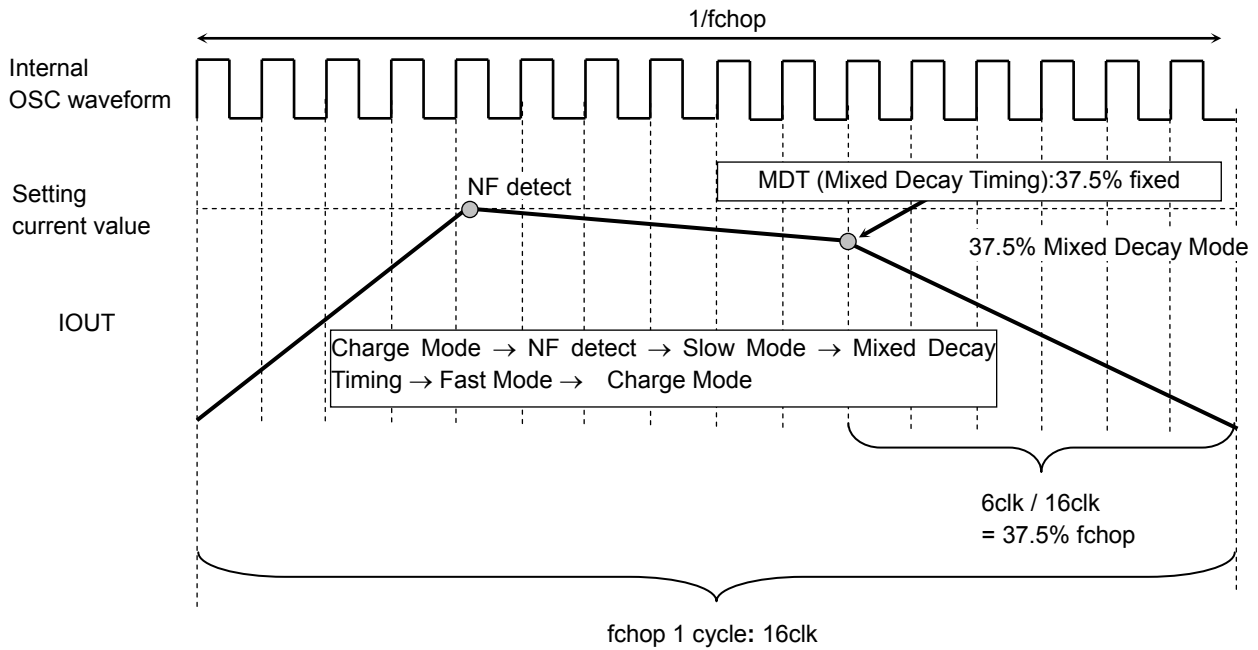 1/fchop
Internal
OSC waveform
Setting
current value
NF detect
MDT (Mixed Decay Timing):37.5% fixed
37.5% Mixed Decay Mode
IOUT
Charge Mode → NF detect → Slow Mode → Mixed Decay
Timing → Fast Mode → Charge Mode
6clk / 16clk
= 37.5% fchop
fchop 1 cycle: 16clk